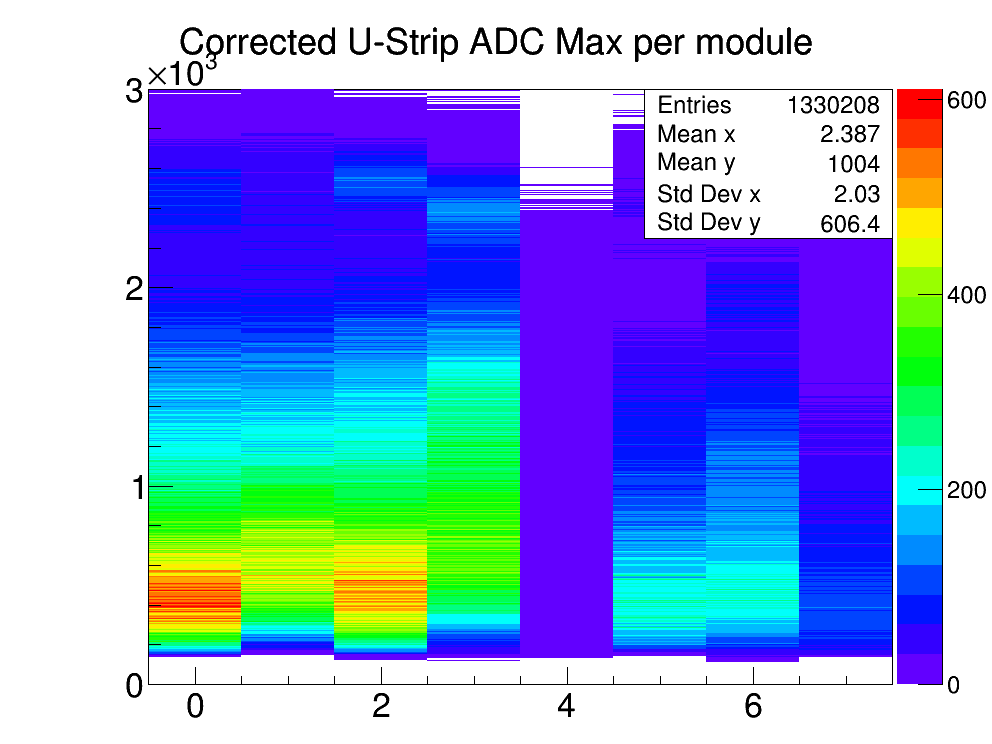 Corrected U-Strip ADC Max per module
×10³
3
2
1
0
0 2 4 6
Entries 1330208
Mean x 2.387
Mean y 1004
Std Dev x 2.03
Std Dev y 606.4
600
400
200
0